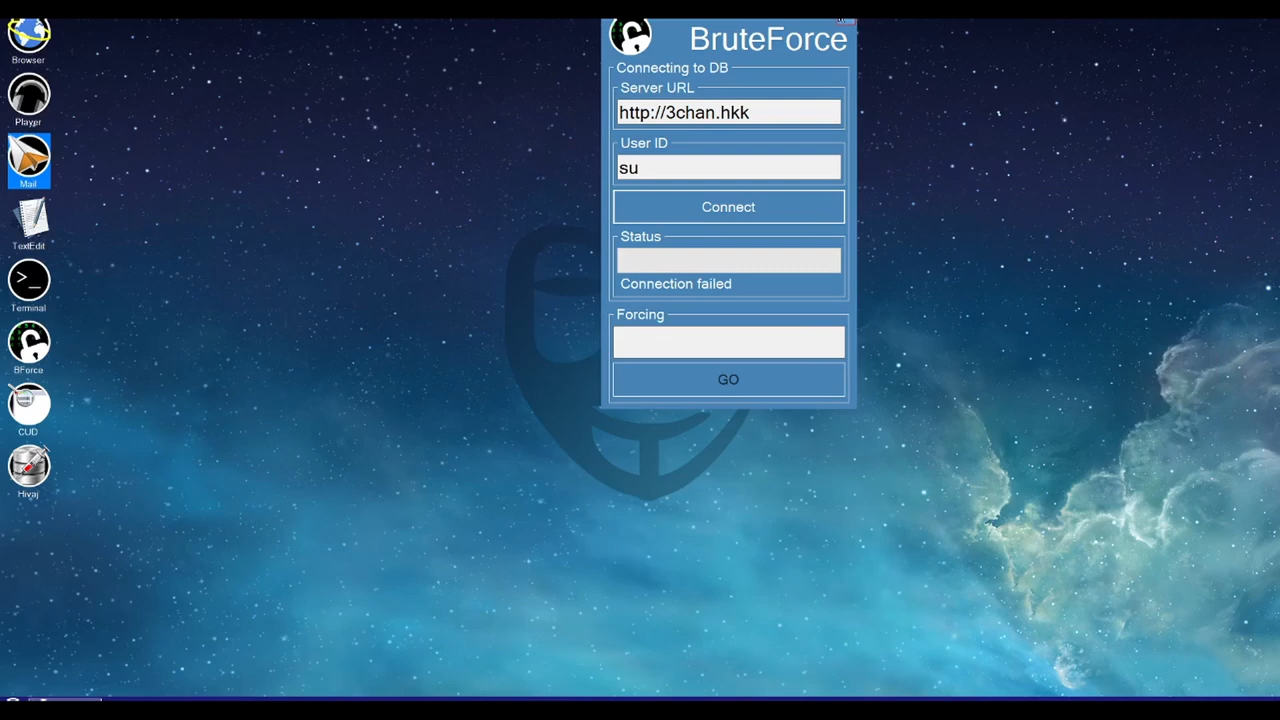 Browser
Player
Mail
TextEdit
Terminal
BForce
CUD
Hivaj
BruteForce
Connecting to DB
Server URL
http://3chan.hkk
User ID
su
Connect
Status
Connection failed
Forcing
GO